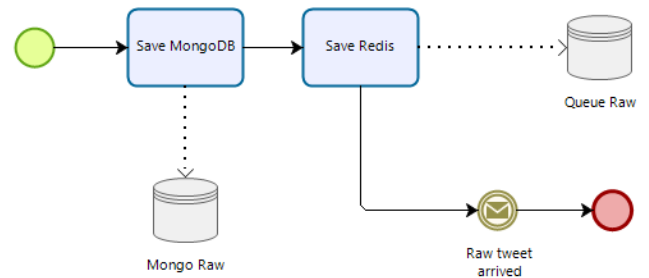 Save MongoDB
Save Redis
Queue Raw
Mongo Raw
Raw tweet
arrived